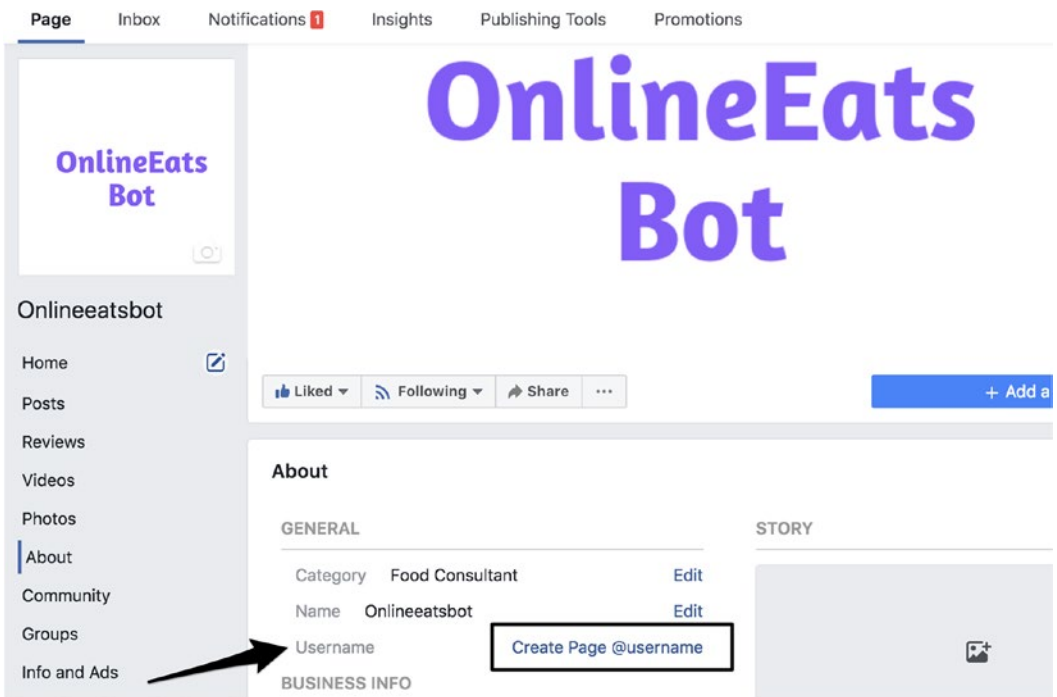 Page Inbox Notifications 1 Insights Publishing Tools Promotions
OnlineEats
Bot
OnlineEats
Bot
Onlineeatsbot
Home
Posts
Reviews
Videos
Photos
About
Community
Groups
Info and Ads
Liked Following Share ...
+ Add a
About
GENERAL
STORY
Category Food Consultant Edit
Name Onlineeatsbot Edit
Username Create Page @username
BUSINESS INFO